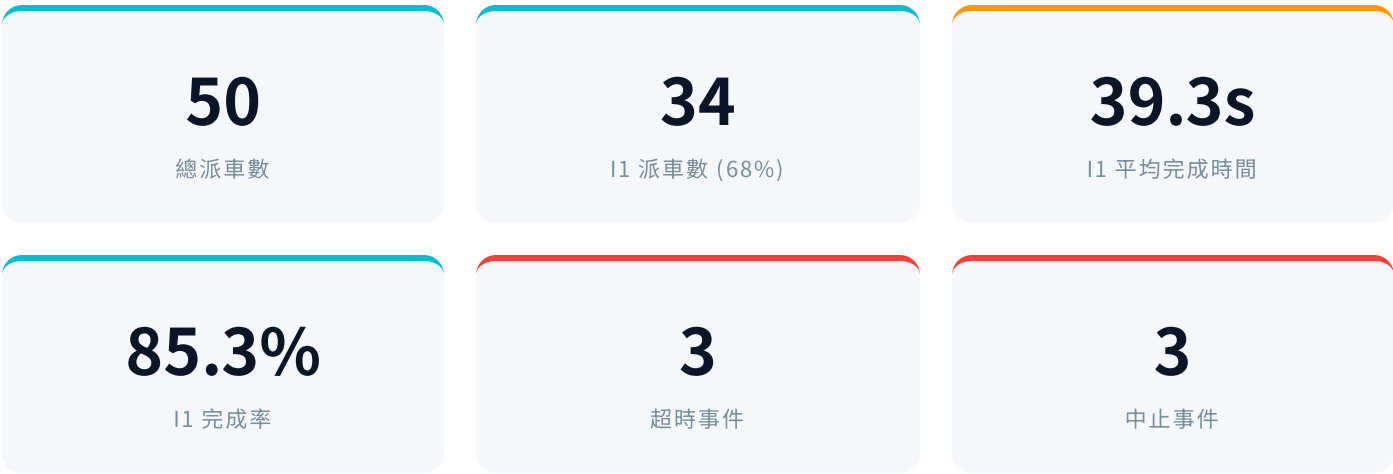 50
總派車數
34
I1 派車數 (68%)
39.3s
I1 平均完成時間
85.3%
I1 完成率
3
超時事件
3
中止事件